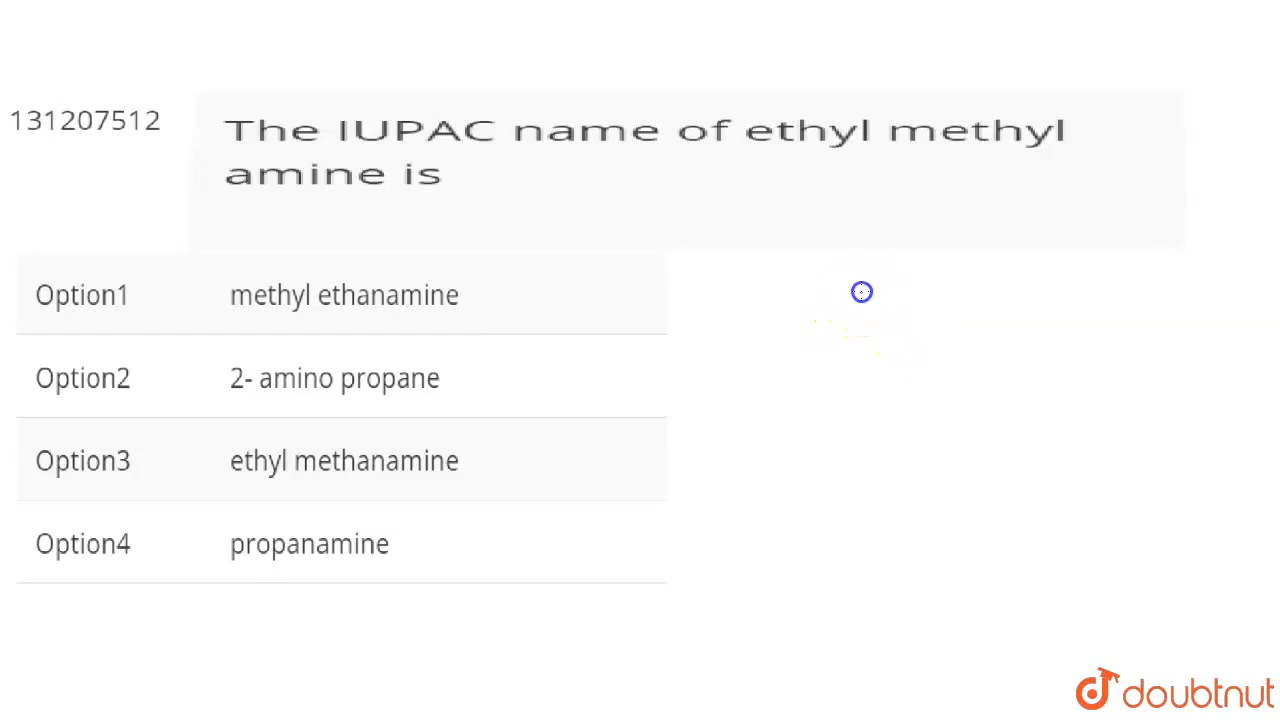 131207512
The IUPAC name of ethyl methyl
amine is
Option1 methyl ethanamine
Option2 2- amino propane
Option3 ethyl methanamine
Option4 propanamine
doubtnut